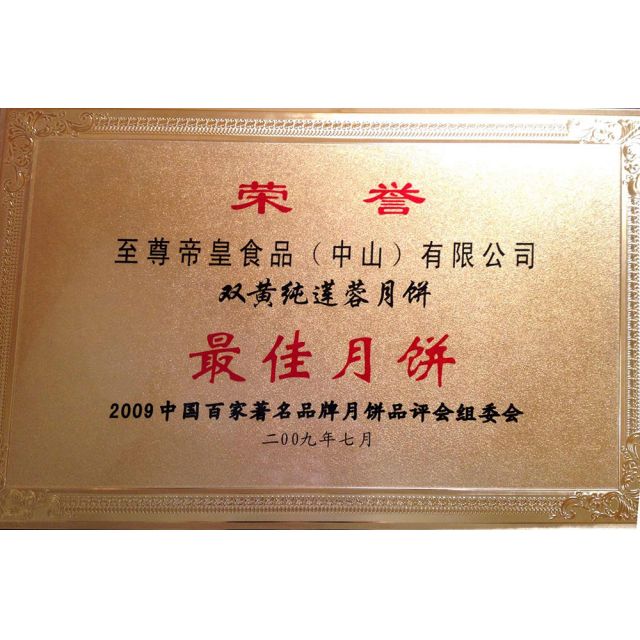 荣誉
至尊帝皇食品（中山）有限公司
双黄纯莲蓉月饼
最佳月饼
2009中国百家著名品牌月饼品评会组委会
二00九年七月